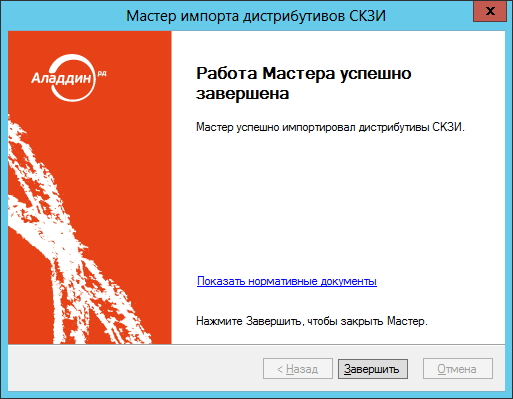 Мастер импорта дистрибутивов СКЗИ
x
Аладдин РД
Работа Мастера успешно
завершена
Мастер успешно импортировал дистрибутивы СКЗИ.
Показать нормативные документы
Нажмите Завершить, чтобы закрыть Мастер.
< Назад
Завершить
Отмена